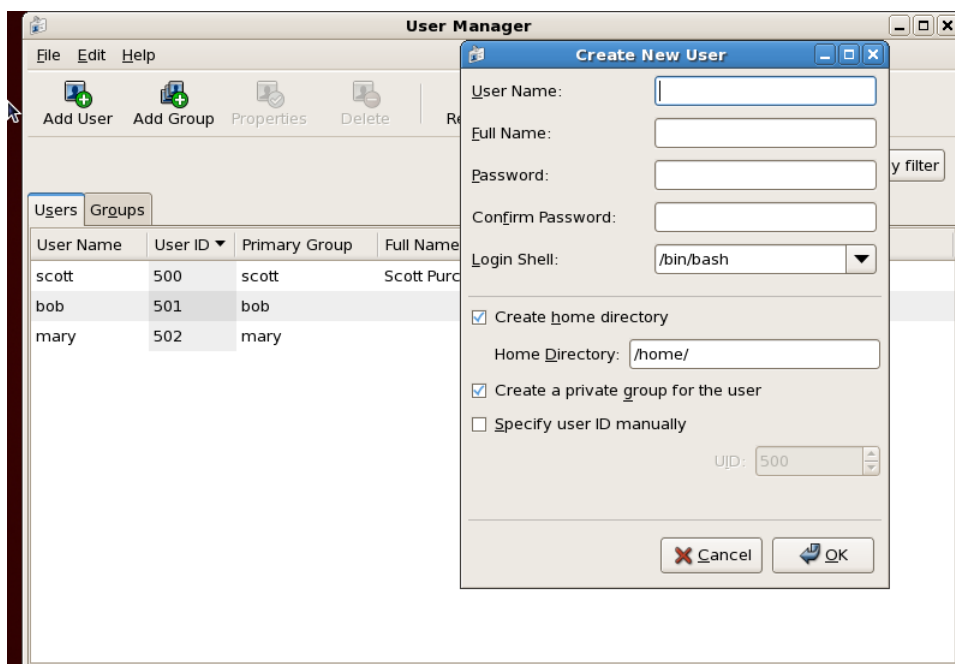 User Manager
File Edit Help
Add User Add Group Properties Delete Re
y filter
Users Groups
User Name User ID Primary Group Full Name
scott 500 scott Scott Purc
bob 501 bob
mary 502 mary
Create New User
User Name:
Full Name:
Password:
Confirm Password:
Login Shell: /bin/bash
Create home directory
Home Directory: /home/
Create a private group for the user
Specify user ID manually
UID: 500
Cancel OK